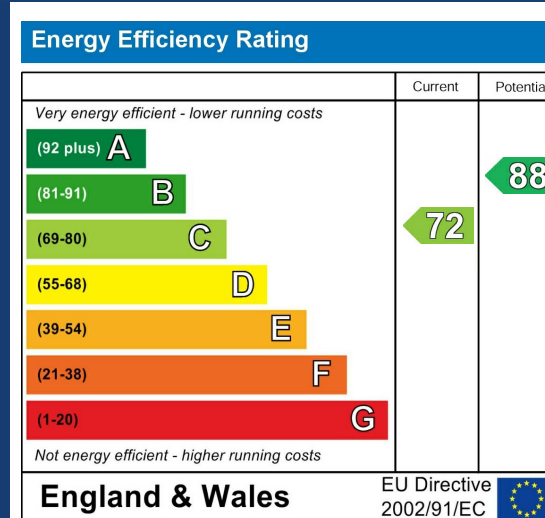 Energy Efficiency Rating
Current Potentia
Very energy efficient - lower running costs
(92 plus) A
(81-91) B
88
(69-80) C
72
(55-68) D
(39-54) E
(21-38) F
(1-20) G
Not energy efficient - higher running costs
England & Wales
EU Directive
2002/91/EC